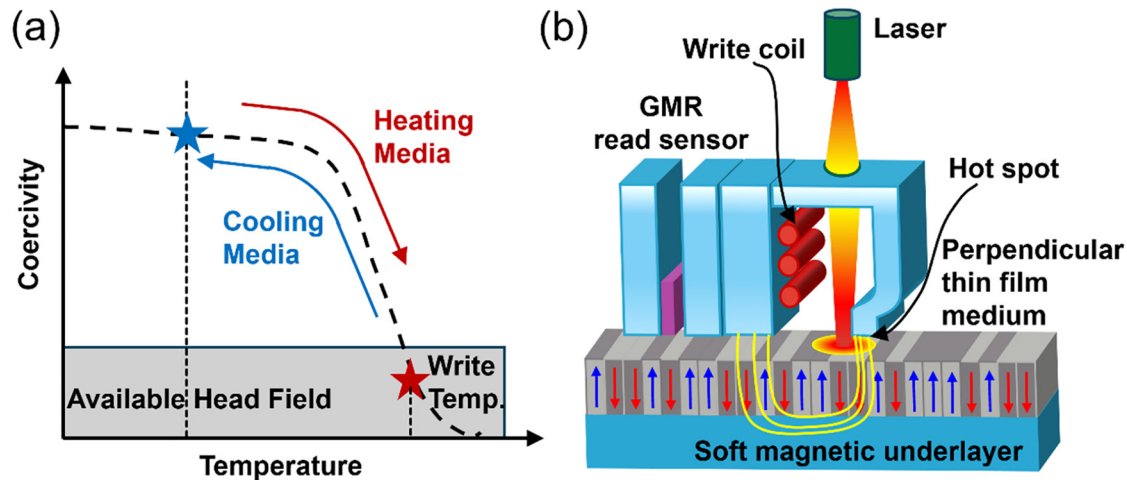 (a)
Coercivity
Heating
Media
Cooling
Media
Available Head Field
Write
Temp.
Temperature
(b)
Laser
Write coil
GMR
read sensor
Hot spot
Perpendicular
thin film
medium
Soft magnetic underlayer